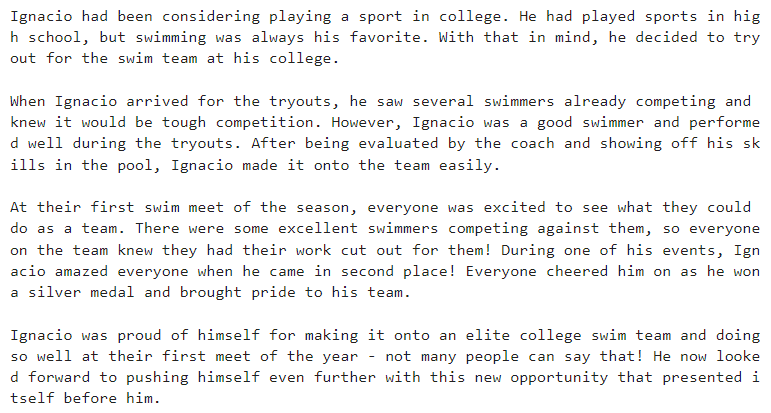 Ignacio had been considering playing a sport in college. He had played sports in hig
h school, but swimming was always his favorite. With that in mind, he decided to try
out for the swim team at his college.

When Ignacio arrived for the tryouts, he saw several swimmers already competing and
knew it would be tough competition. However, Ignacio was a good swimmer and performe
d well during the tryouts. After being evaluated by the coach and showing off his sk
ills in the pool, Ignacio made it onto the team easily.

At their first swim meet of the season, everyone was excited to see what they could
do as a team. There were some excellent swimmers competing against them, so everyone
on the team knew they had their work cut out for them! During one of his events, Ign
acio amazed everyone when he came in second place! Everyone cheered him on as he won
a silver medal and brought pride to his team.

Ignacio was proud of himself for making it onto an elite college swim team and doing
so well at their first meet of the year - not many people can say that! He now looke
d forward to pushing himself even further with this new opportunity that presented i
tself before him.